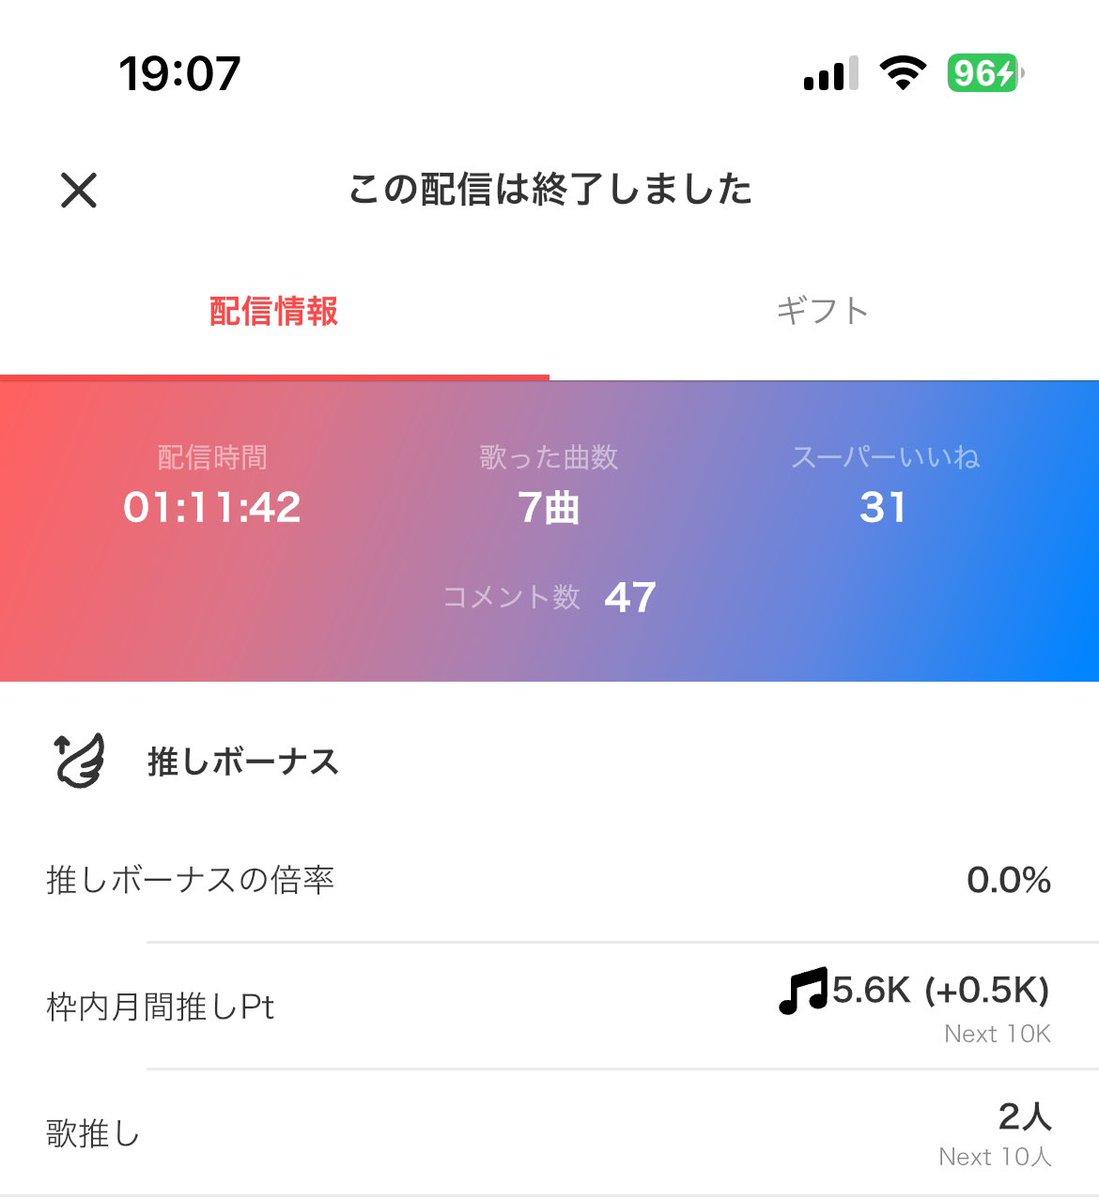 19:07
96
この配信は終了しました
配信情報 ギフト
配信時間 歌った曲数 スーパーいいね
01:11:42 7曲 31
コメント数 47
推しボーナス
推しボーナスの倍率 0.0%
枠内月間推しPt 5.6K (+0.5K)
Next 10K
歌推し 2人
Next 10人